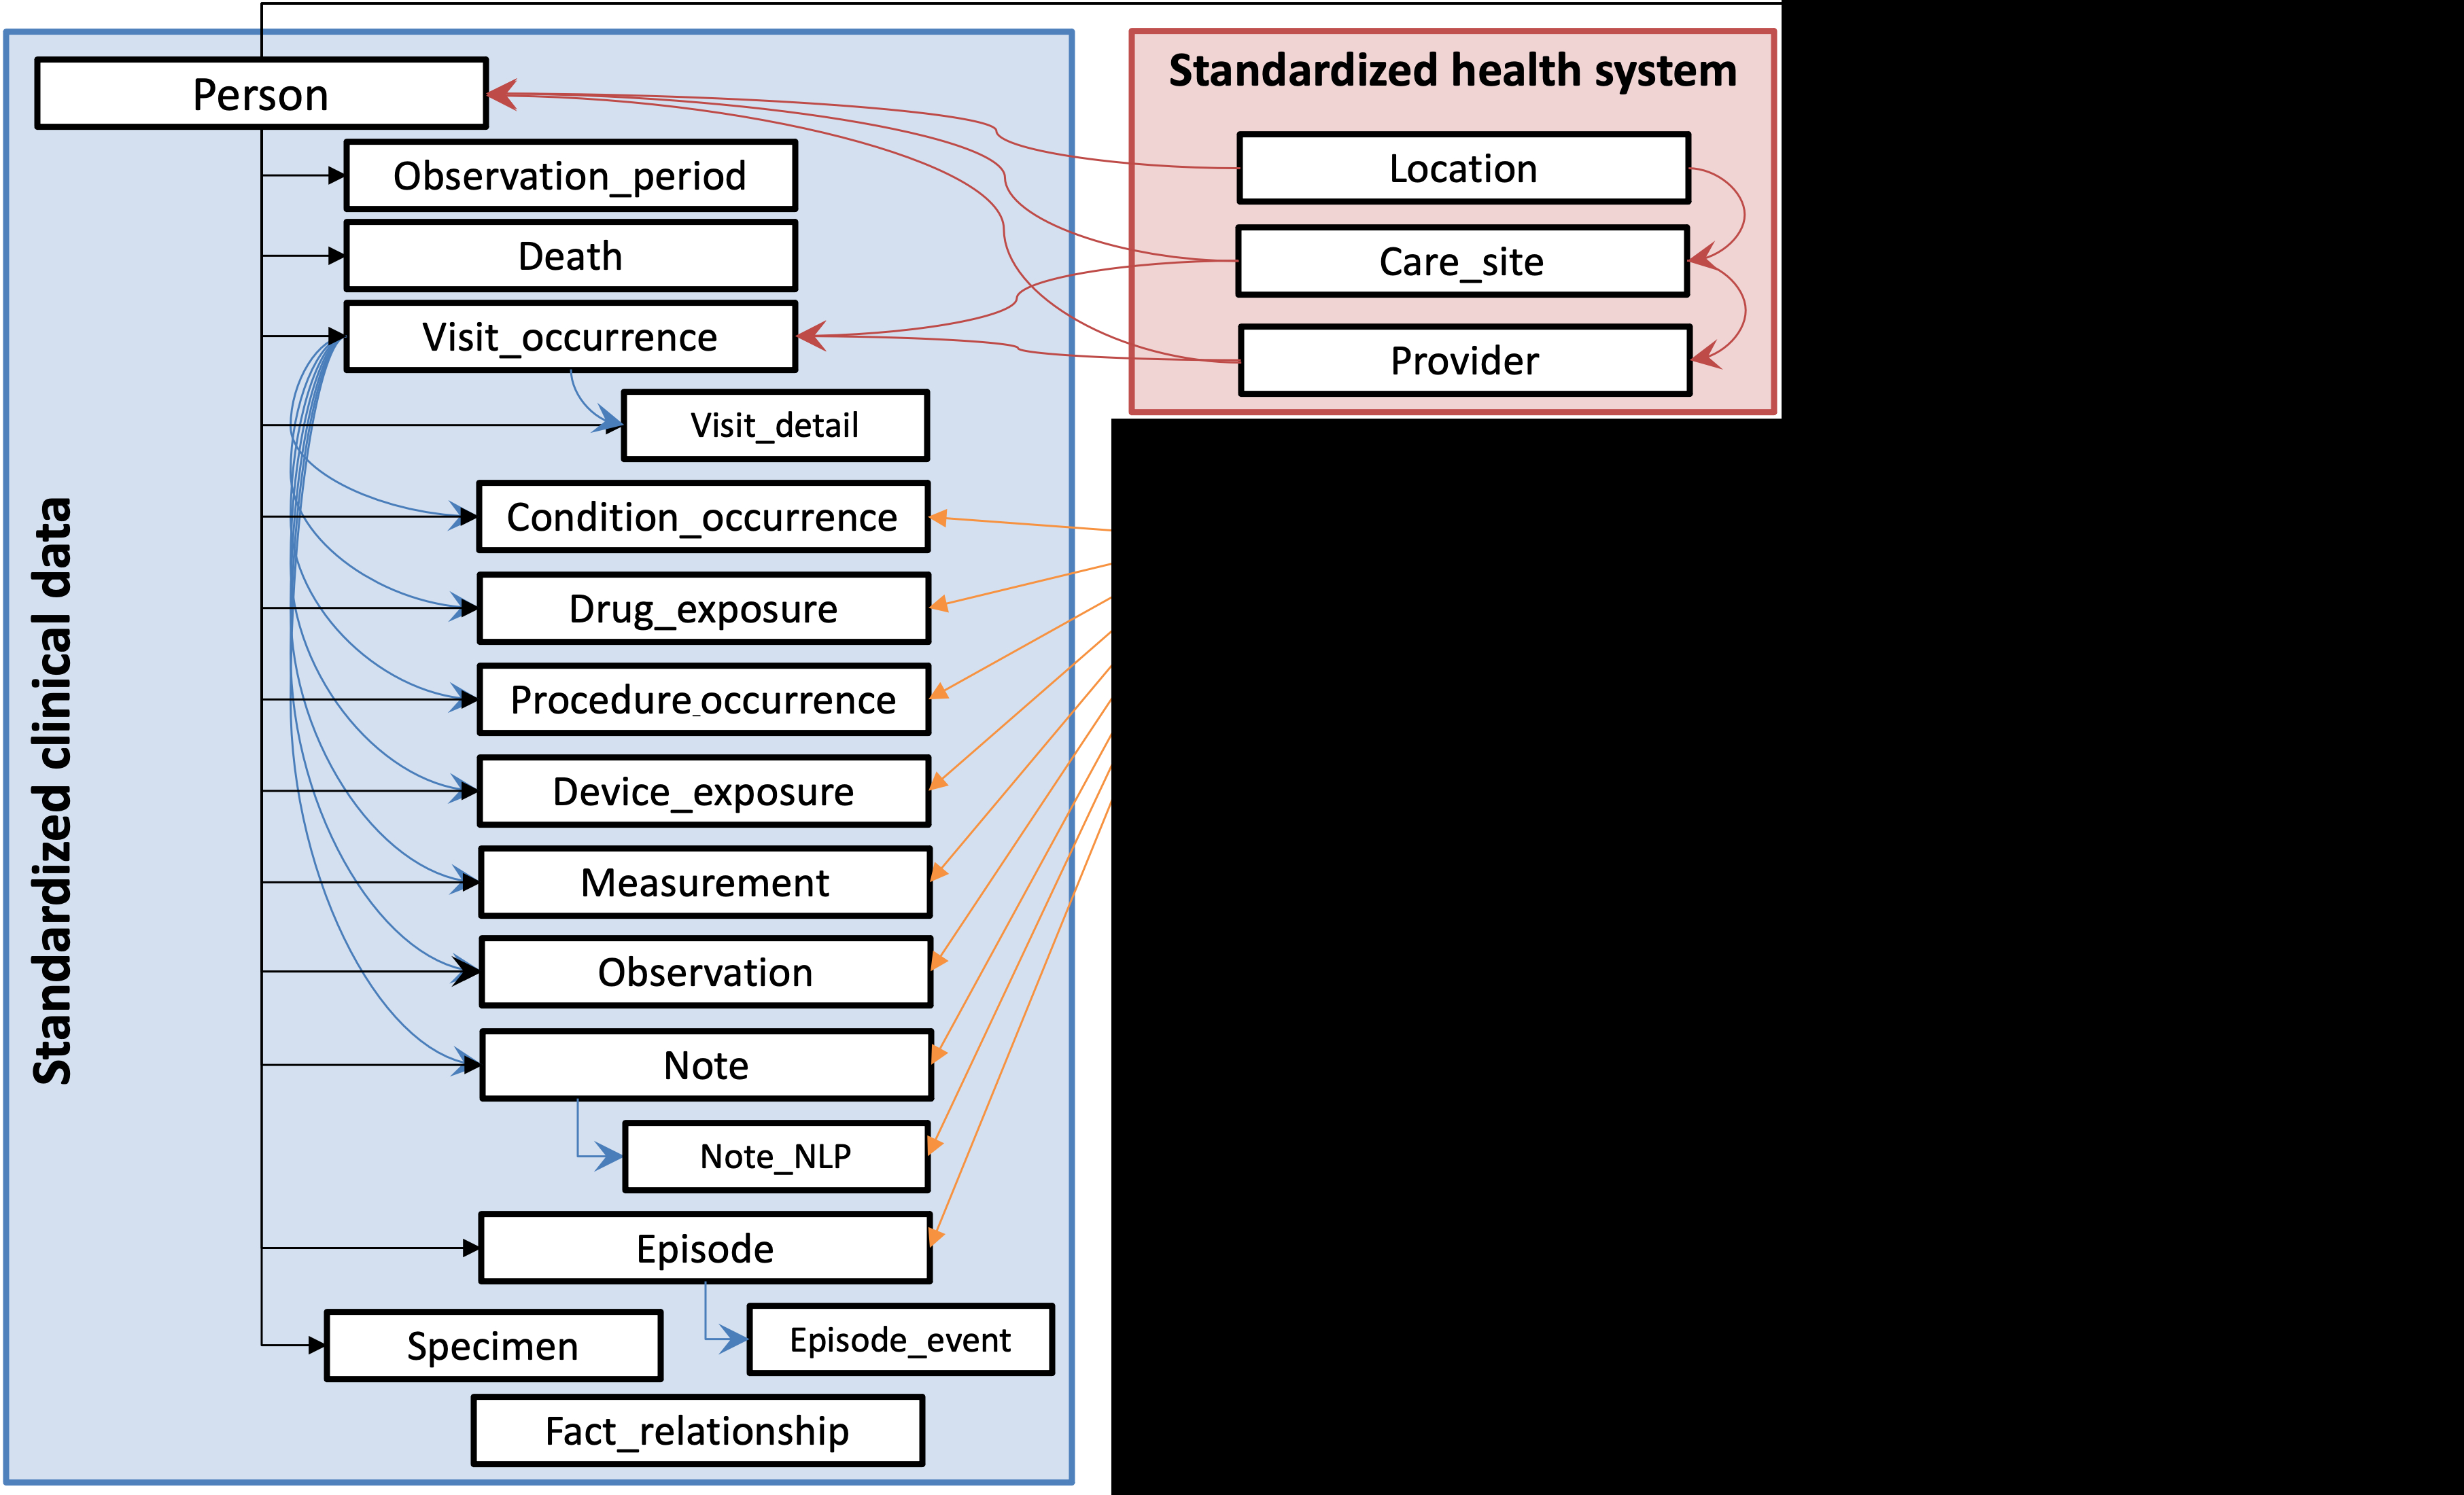 Standardized clinical data
Person
Observation_period
Death
Visit_occurrence
Visit_detail
Condition_occurrence
Drug_exposure
Procedure_occurrence
Device_exposure
Measurement
Observation
Note
Note_NLP
Episode
Episode_event
Specimen
Fact_relationship
Standardized health system
Location
Care_site
Provider